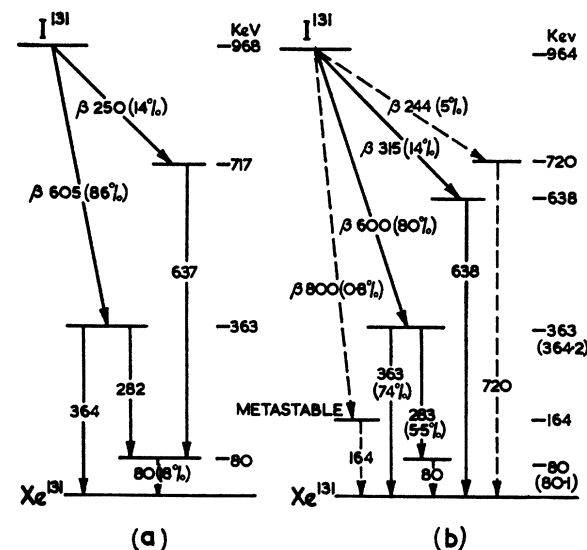 I¹³¹
KeV
968
β 250 (14%)
717
β 605 (86%)
637
363
364
282
80
80 (8%)
Xe¹³¹
(a)
I¹³¹
Kev
964
β 244 (5%)
β 315 (14%)
720
638
β 600 (80%)
638
β 800 (0·8%)
363
(364·2)
363
(74%)
720
METASTABLE
283
(5·5%)
164
164
80
80
(80·1)
Xe¹³¹
(b)